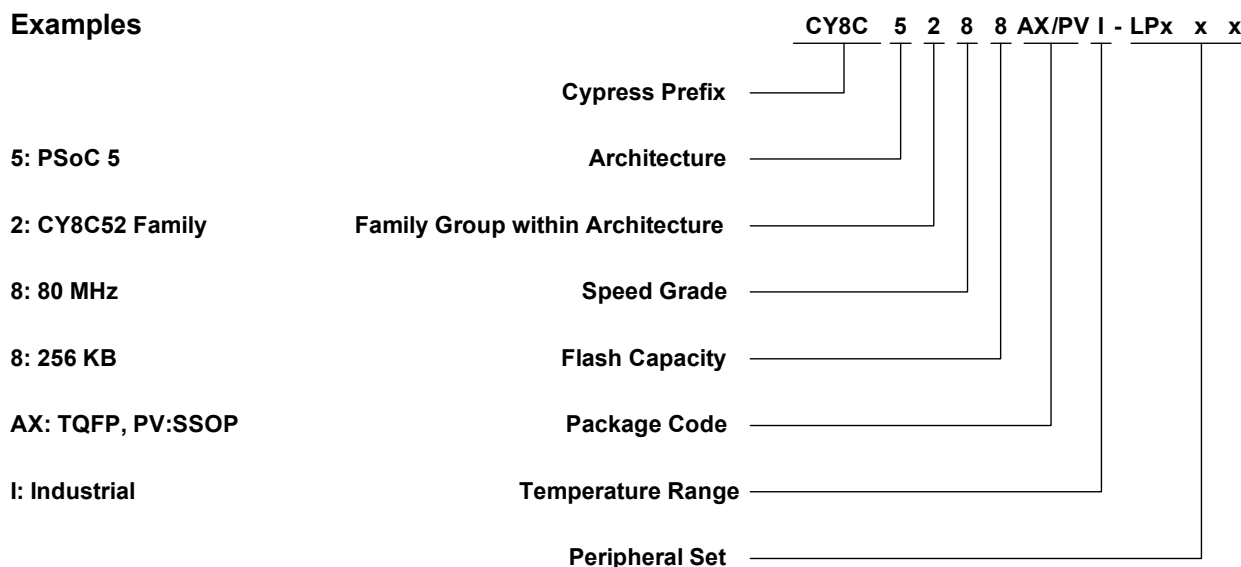 Examples CY8C 5 2 8 8 AX/PV I - LPx x x
Cypress Prefix
5: PSoC 5 Architecture
2: CY8C52 Family Family Group within Architecture
8: 80 MHz Speed Grade
8: 256 KB Flash Capacity
AX: TQFP, PV:SSOP Package Code
I: Industrial Temperature Range
Peripheral Set